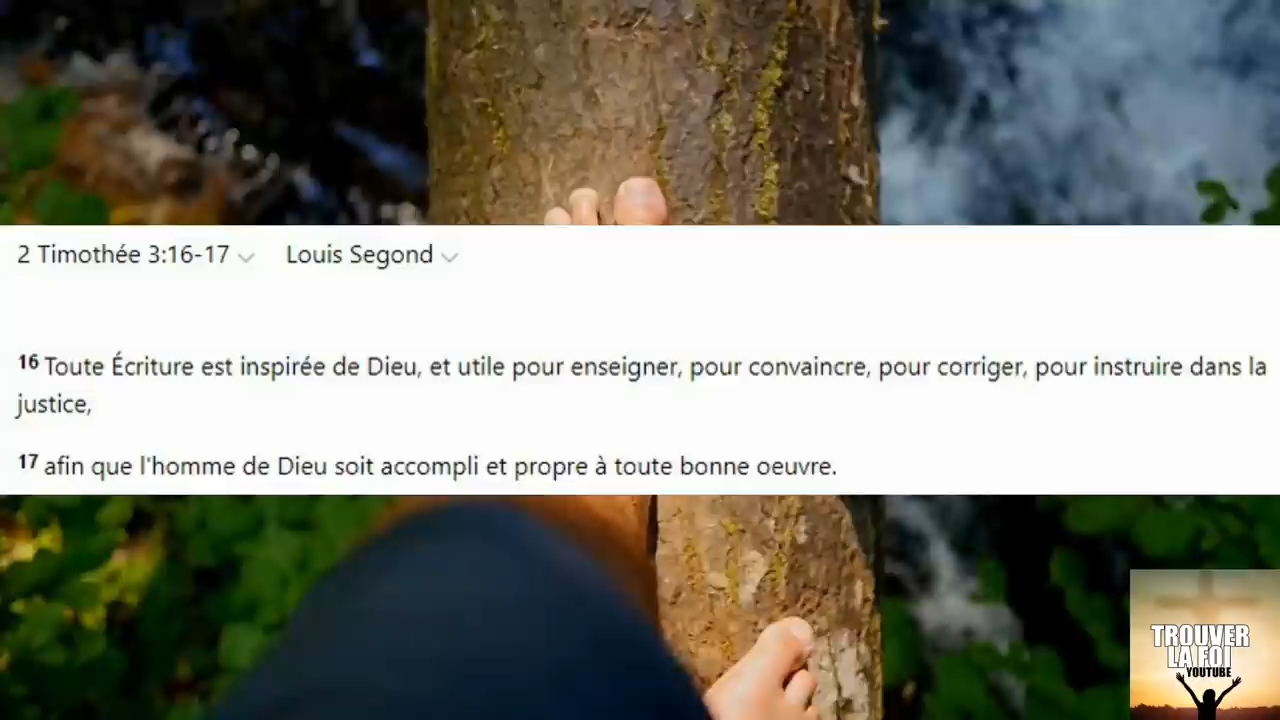 2 Timothée 3:16-17 Louis Segond
16 Toute Écriture est inspirée de Dieu, et utile pour enseigner, pour convaincre, pour corriger, pour instruire dans la
justice,
17 afin que l'homme de Dieu soit accompli et propre à toute bonne oeuvre.
TROUVER
LA FOI
YOUTUBE